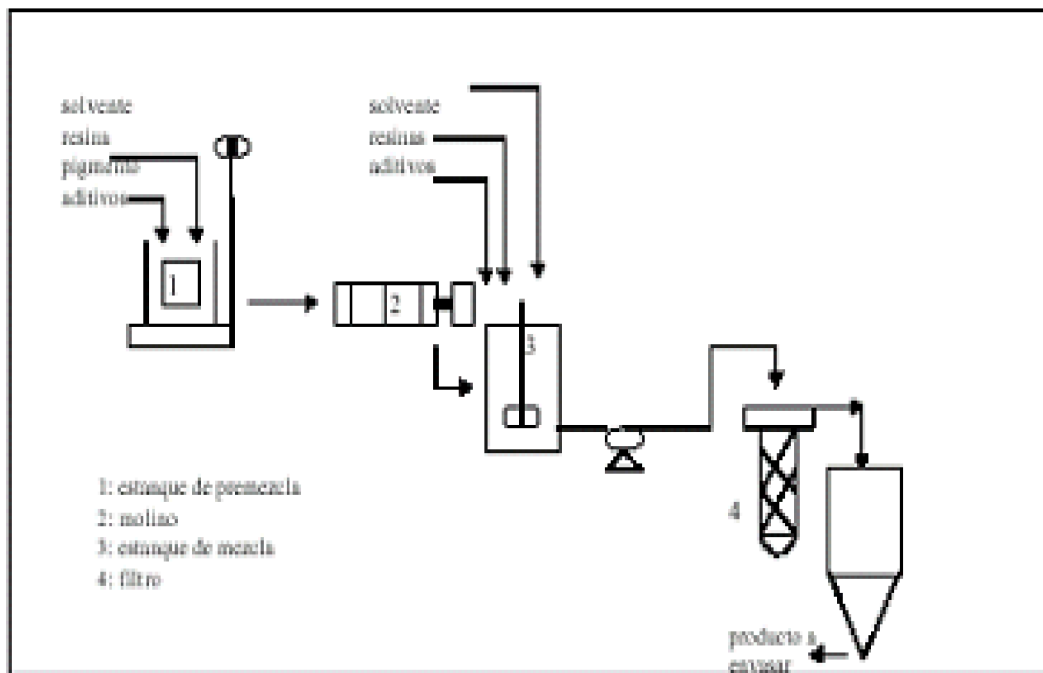 solvente
resina
pigmento
aditivos
solvente
resinas
aditivos
1
2
3
4
1: estanque de premezcla
2: molino
3: estanque de mezcla
4: filtro
producto a
envasar